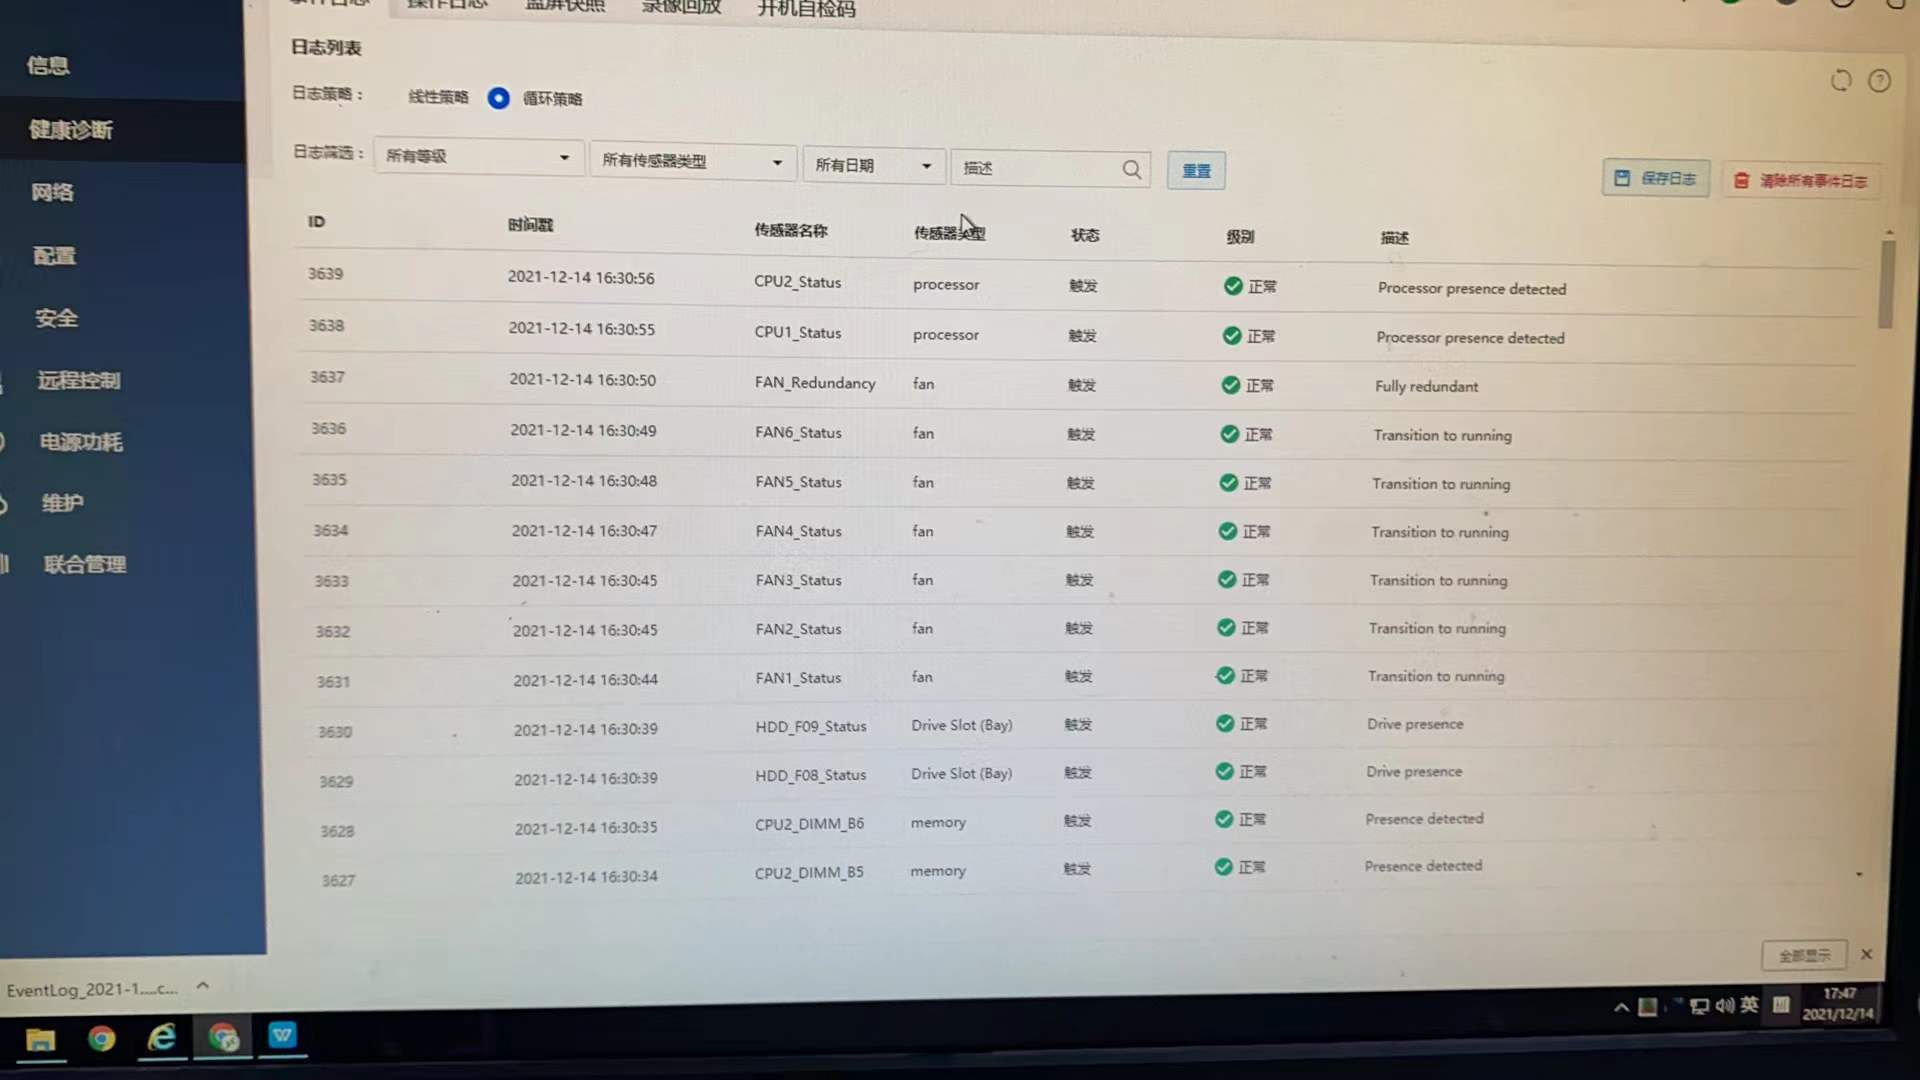 事件日志 操作日志 蓝屏快照 录像回放 开机自检码
日志列表
日志策略： 线性策略 循环策略
日志筛选： 所有等级 所有传感器类型 所有日期 描述 重置 保存日志 清除所有事件日志
ID 时间戳 传感器名称 传感器类型 状态 级别 描述
3639 2021-12-14 16:30:56 CPU2_Status processor 触发 正常 Processor presence detected
3638 2021-12-14 16:30:55 CPU1_Status processor 触发 正常 Processor presence detected
3637 2021-12-14 16:30:50 FAN_Redundancy fan 触发 正常 Fully redundant
3636 2021-12-14 16:30:49 FAN6_Status fan 触发 正常 Transition to running
3635 2021-12-14 16:30:48 FAN5_Status fan 触发 正常 Transition to running
3634 2021-12-14 16:30:47 FAN4_Status fan 触发 正常 Transition to running
3633 2021-12-14 16:30:45 FAN3_Status fan 触发 正常 Transition to running
3632 2021-12-14 16:30:45 FAN2_Status fan 触发 正常 Transition to running
3631 2021-12-14 16:30:44 FAN1_Status fan 触发 正常 Transition to running
3630 2021-12-14 16:30:39 HDD_F09_Status Drive Slot (Bay) 触发 正常 Drive presence
3629 2021-12-14 16:30:39 HDD_F08_Status Drive Slot (Bay) 触发 正常 Drive presence
3628 2021-12-14 16:30:35 CPU2_DIMM_B6 memory 触发 正常 Presence detected
3627 2021-12-14 16:30:34 CPU2_DIMM_B5 memory 触发 正常 Presence detected
信息
健康诊断
网络
配置
安全
远程控制
电源功耗
维护
联合管理
全部显示
EventLog_2021-1....c...
英
17:47
2021/12/14